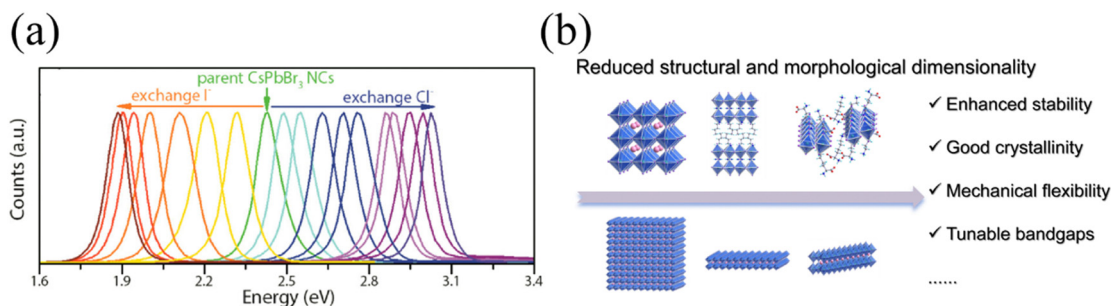 (a)
parent CsPbBr₃ NCs
exchange I⁻
exchange Cl⁻
Counts (a.u.)
1.6 1.9 2.2 2.5 2.8 3.1 3.4
Energy (eV)
(b)
Reduced structural and morphological dimensionality
✓ Enhanced stability
✓ Good crystallinity
✓ Mechanical flexibility
✓ Tunable bandgaps
......